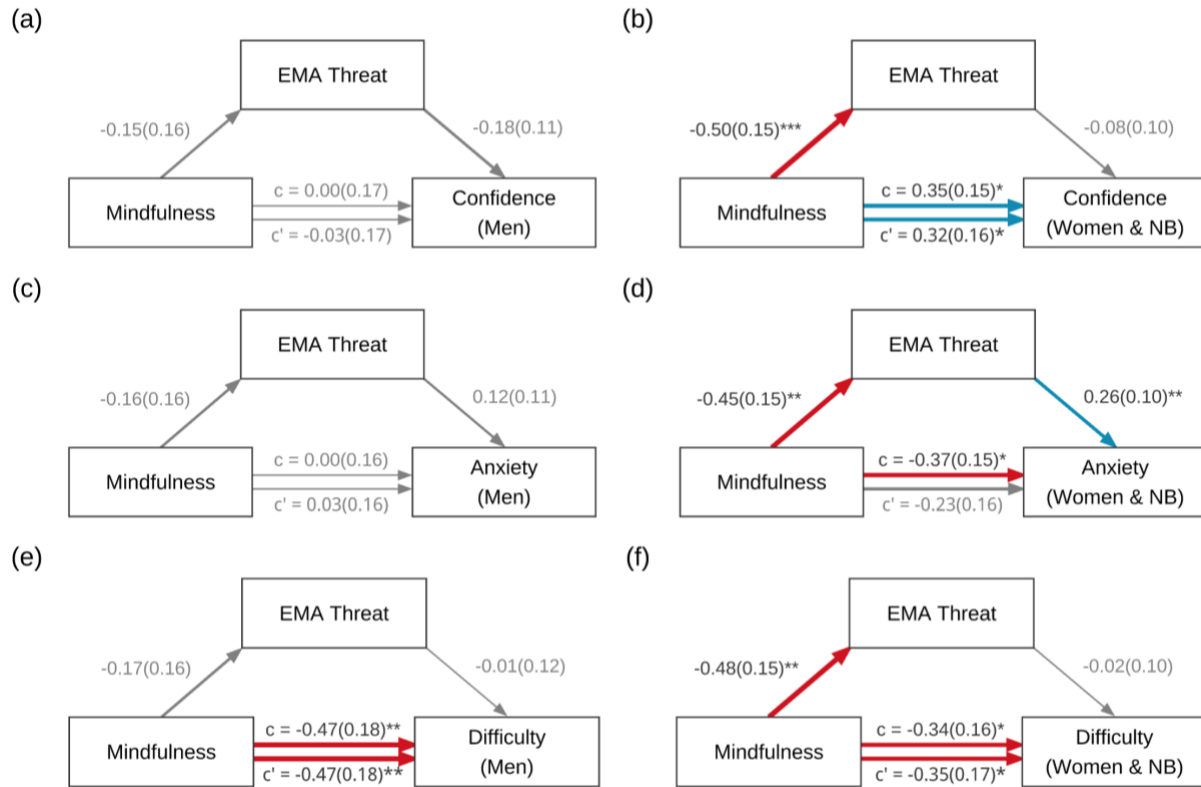 (a)
EMA Threat
-0.15(0.16)
-0.18(0.11)
Mindfulness
c = 0.00(0.17)
c' = -0.03(0.17)
Confidence
(Men)
(b)
EMA Threat
-0.50(0.15)***
-0.08(0.10)
Mindfulness
c = 0.35(0.15)*
c' = 0.32(0.16)*
Confidence
(Women & NB)
(c)
EMA Threat
-0.16(0.16)
0.12(0.11)
Mindfulness
c = 0.00(0.16)
c' = 0.03(0.16)
Anxiety
(Men)
(d)
EMA Threat
-0.45(0.15)**
0.26(0.10)**
Mindfulness
c = -0.37(0.15)*
c' = -0.23(0.16)
Anxiety
(Women & NB)
(e)
EMA Threat
-0.17(0.16)
-0.01(0.12)
Mindfulness
c = -0.47(0.18)**
c' = -0.47(0.18)**
Difficulty
(Men)
(f)
EMA Threat
-0.48(0.15)**
-0.02(0.10)
Mindfulness
c = -0.34(0.16)*
c' = -0.35(0.17)*
Difficulty
(Women & NB)